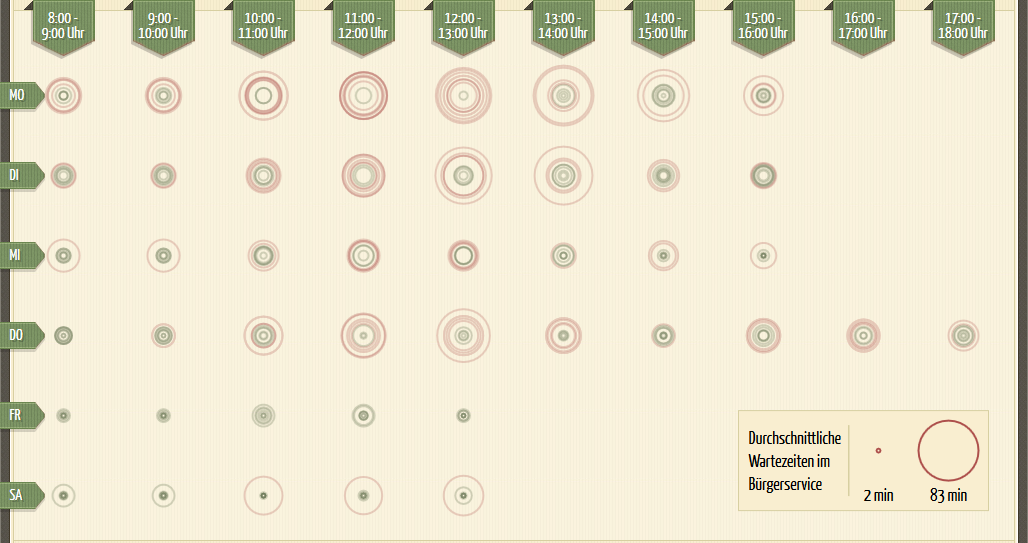 8:00 -
9:00 Uhr
9:00 -
10:00 Uhr
10:00 -
11:00 Uhr
11:00 -
12:00 Uhr
12:00 -
13:00 Uhr
13:00 -
14:00 Uhr
14:00 -
15:00 Uhr
15:00 -
16:00 Uhr
16:00 -
17:00 Uhr
17:00 -
18:00 Uhr
MO
DI
MI
DO
FR
SA
Durchschnittliche
Wartezeiten im
Bürgerservice
2 min
83 min